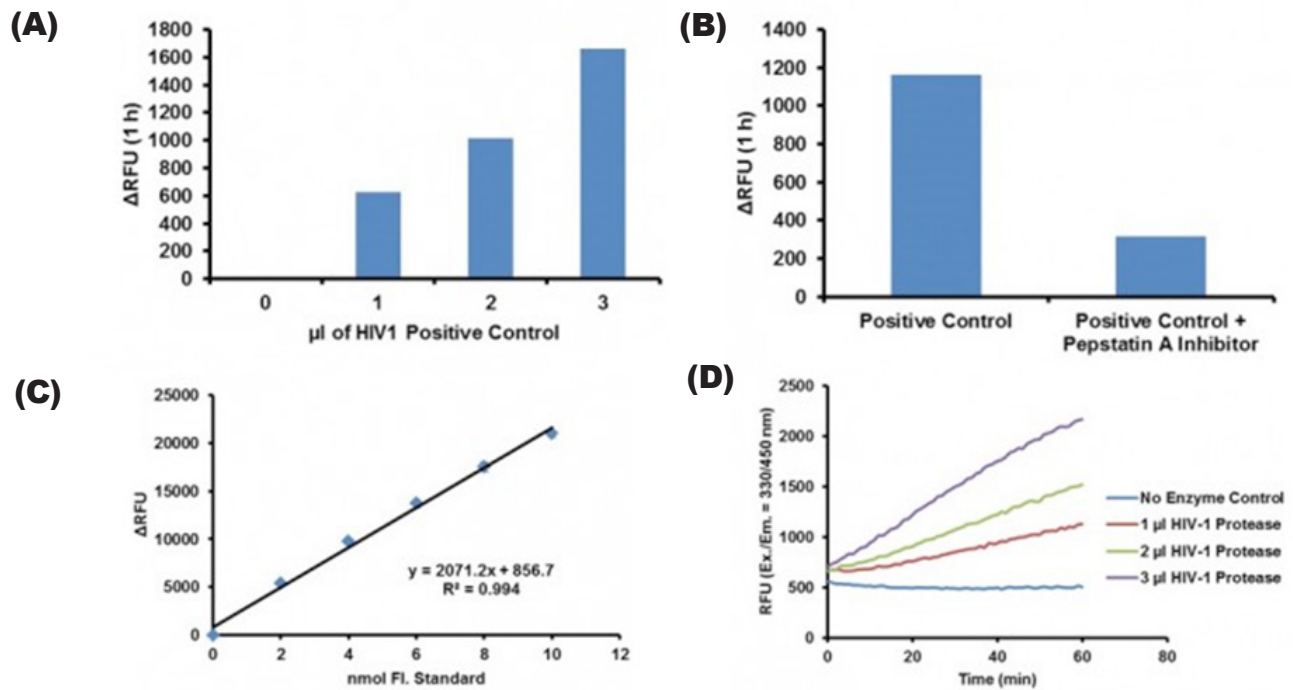 (A)
1800
1600
1400
1200
1000
800
600
400
200
0
ΔRFU (1 h)
0 1 2 3
µl of HIV1 Positive Control
(B)
1400
1200
1000
800
600
400
200
0
ΔRFU (1 h)
Positive Control
Positive Control +
Pepstatin A Inhibitor
(C)
25000
20000
15000
10000
5000
0
ΔRFU
y = 2071.2x + 856.7
R² = 0.994
0 2 4 6 8 10 12
nmol Fl. Standard
(D)
2500
2000
1500
1000
500
0
RFU (Ex./Em. = 330/450 nm)
No Enzyme Control
1 µl HIV-1 Protease
2 µl HIV-1 Protease
3 µl HIV-1 Protease
0 20 40 60 80
Time (min)